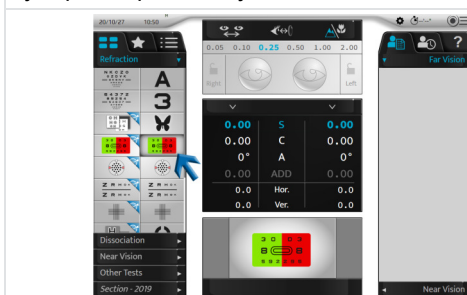 20/10/27 10:50
Refraction
A
3
Dissociation
Near Vision
Other Tests
Section - 2019
0.05 0.10 0.25 0.50 1.00 2.00
Right
Left
0.00 S 0.00
0.00 C 0.00
0° A 0°
0.00 ADD 0.00
0.0 Hor. 0.0
0.0 Ver. 0.0
?
Far Vision
Near Vision